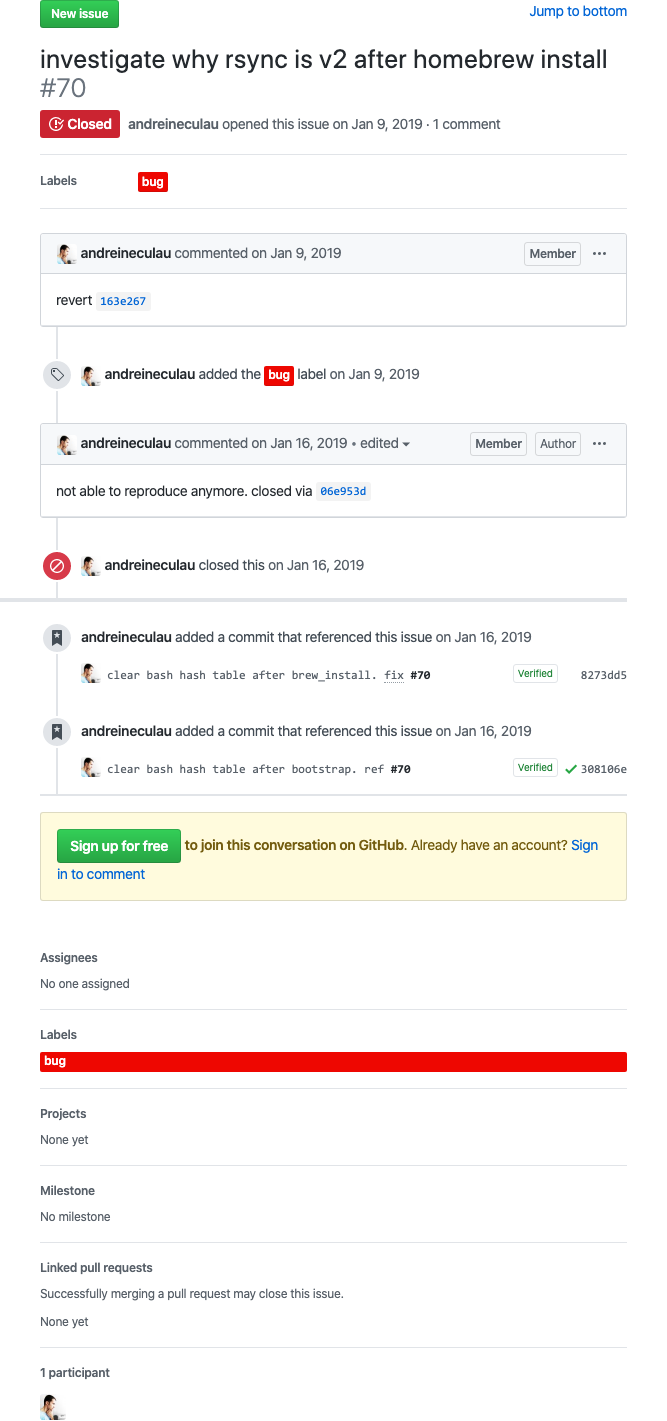 New issue
Jump to bottom
investigate why rsync is v2 after homebrew install
#70
Closed andreineculau opened this issue on Jan 9, 2019 · 1 comment
Labels bug
andreineculau commented on Jan 9, 2019 Member ···
revert 163e267
andreineculau added the bug label on Jan 9, 2019
andreineculau commented on Jan 16, 2019 • edited Member Author ···
not able to reproduce anymore. closed via 06e953d
andreineculau closed this on Jan 16, 2019
andreineculau added a commit that referenced this issue on Jan 16, 2019
clear bash hash table after brew_install. fix #70 Verified 8273dd5
andreineculau added a commit that referenced this issue on Jan 16, 2019
clear bash hash table after bootstrap. ref #70 Verified 308106e
Sign up for free to join this conversation on GitHub. Already have an account? Sign
in to comment
Assignees
No one assigned
Labels
bug
Projects
None yet
Milestone
No milestone
Linked pull requests
Successfully merging a pull request may close this issue.
None yet
1 participant